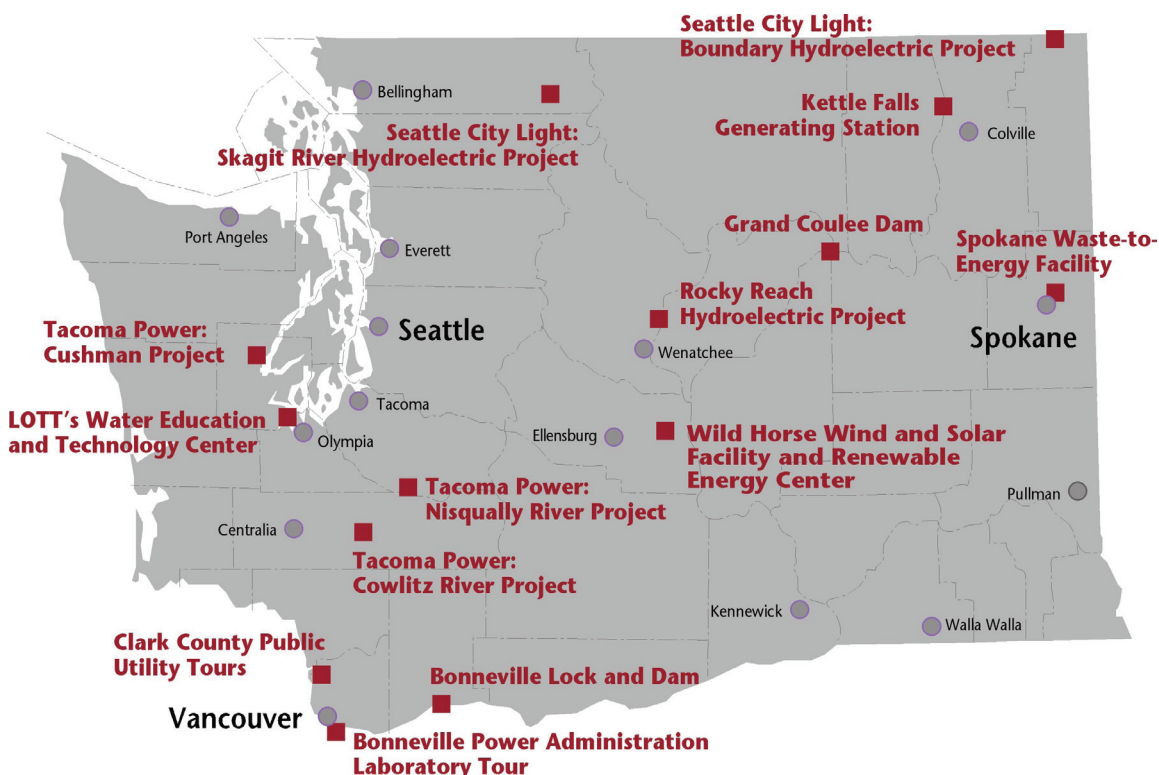 Seattle City Light:
Boundary Hydroelectric Project
Bellingham
Kettle Falls
Generating Station
Colville
Seattle City Light:
Skagit River Hydroelectric Project
Port Angeles
Everett
Grand Coulee Dam
Spokane Waste-to-
Energy Facility
Rocky Reach
Hydroelectric Project
Seattle
Spokane
Tacoma Power:
Cushman Project
Wenatchee
Tacoma
LOTT's Water Education
and Technology Center
Olympia
Ellensburg
Wild Horse Wind and Solar
Facility and Renewable
Energy Center
Tacoma Power:
Nisqually River Project
Pullman
Centralia
Tacoma Power:
Cowlitz River Project
Kennewick
Walla Walla
Clark County Public
Utility Tours
Bonneville Lock and Dam
Vancouver
Bonneville Power Administration
Laboratory Tour